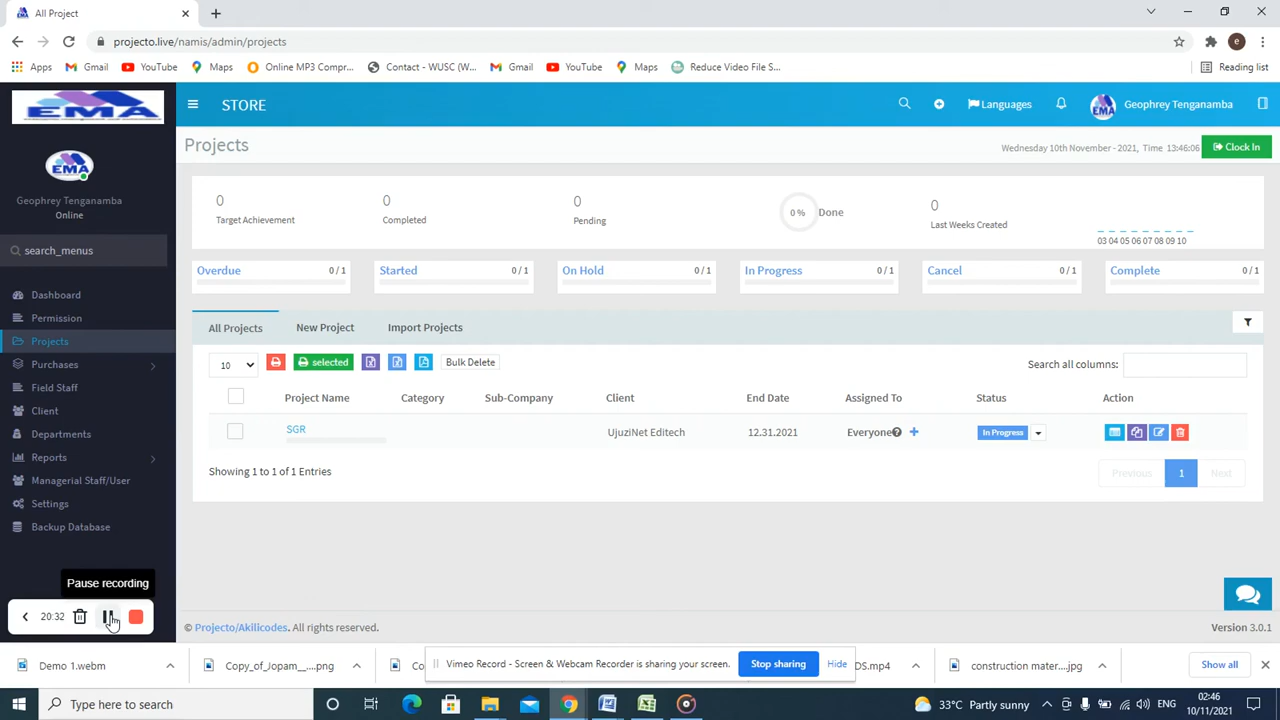 All Project
projecto.live/namis/admin/projects
Apps Gmail YouTube Maps Online MP3 Compr... Contact - WUSC (W... Gmail YouTube Maps Reduce Video File S... Reading list
EMA
STORE
Languages
EMA
Geophrey Tenganamba
Projects
Wednesday 10th November - 2021, Time 13:46:06
Clock In
EMA
Geophrey Tenganamba
Online
search_menus
Dashboard
Permission
Projects
Purchases
Field Staff
Client
Departments
Reports
Managerial Staff/User
Settings
Backup Database
0
Target Achievement
0
Completed
0
Pending
0 %
Done
0
Last Weeks Created
03 04 05 06 07 08 09 10
Overdue 0 / 1
Started 0 / 1
On Hold 0 / 1
In Progress 0 / 1
Cancel 0 / 1
Complete 0 / 1
All Projects New Project Import Projects
10
selected
Bulk Delete
Search all columns:
Project Name Category Sub-Company Client End Date Assigned To Status Action
SGR UjuziNet Editech 12.31.2021 Everyone In Progress
Showing 1 to 1 of 1 Entries
Previous 1 Next
Pause recording
20:32
© Projecto/Akilicodes. All rights reserved.
Version 3.0.1
Demo 1.webm
Copy_of_Jopam__....png
Co
Vimeo Record - Screen & Webcam Recorder is sharing your screen.
Stop sharing
Hide
DS.mp4
construction mater....jpg
Show all
Type here to search
33°C Partly sunny
ENG
02:46
10/11/2021